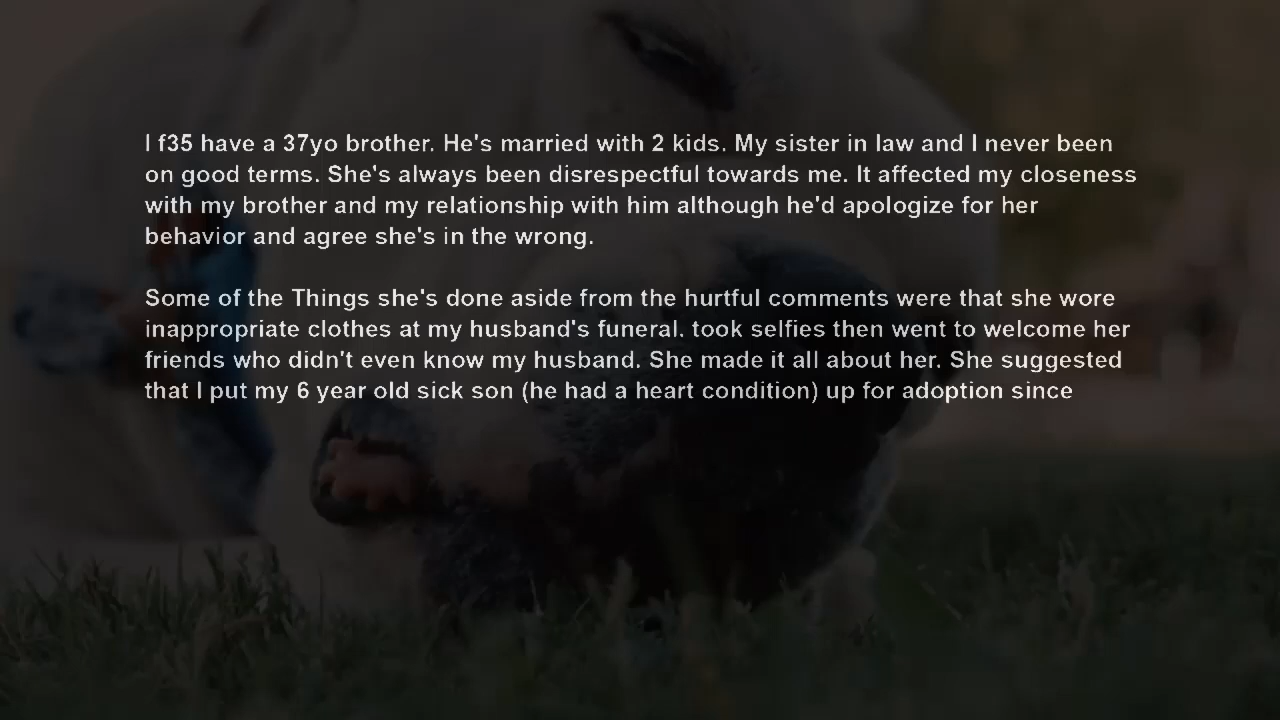 I f35 have a 37yo brother. He's married with 2 kids. My sister in law and I never been
on good terms. She's always been disrespectful towards me. It affected my closeness
with my brother and my relationship with him although he'd apologize for her
behavior and agree she's in the wrong.
Some of the Things she's done aside from the hurtful comments were that she wore
inappropriate clothes at my husband's funeral. took selfies then went to welcome her
friends who didn't even know my husband. She made it all about her. She suggested
that I put my 6 year old sick son (he had a heart condition) up for adoption since